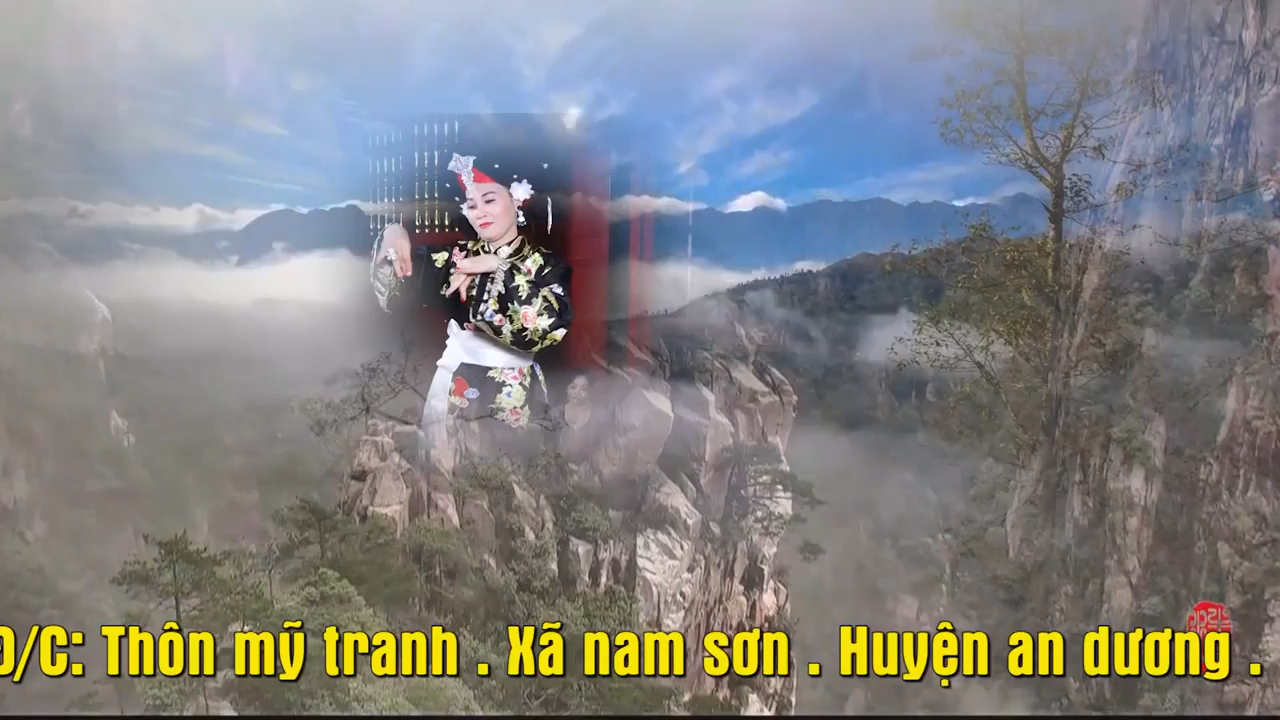 Đ/C: Thôn mỹ tranh . Xã nam sơn . Huyện an dương .